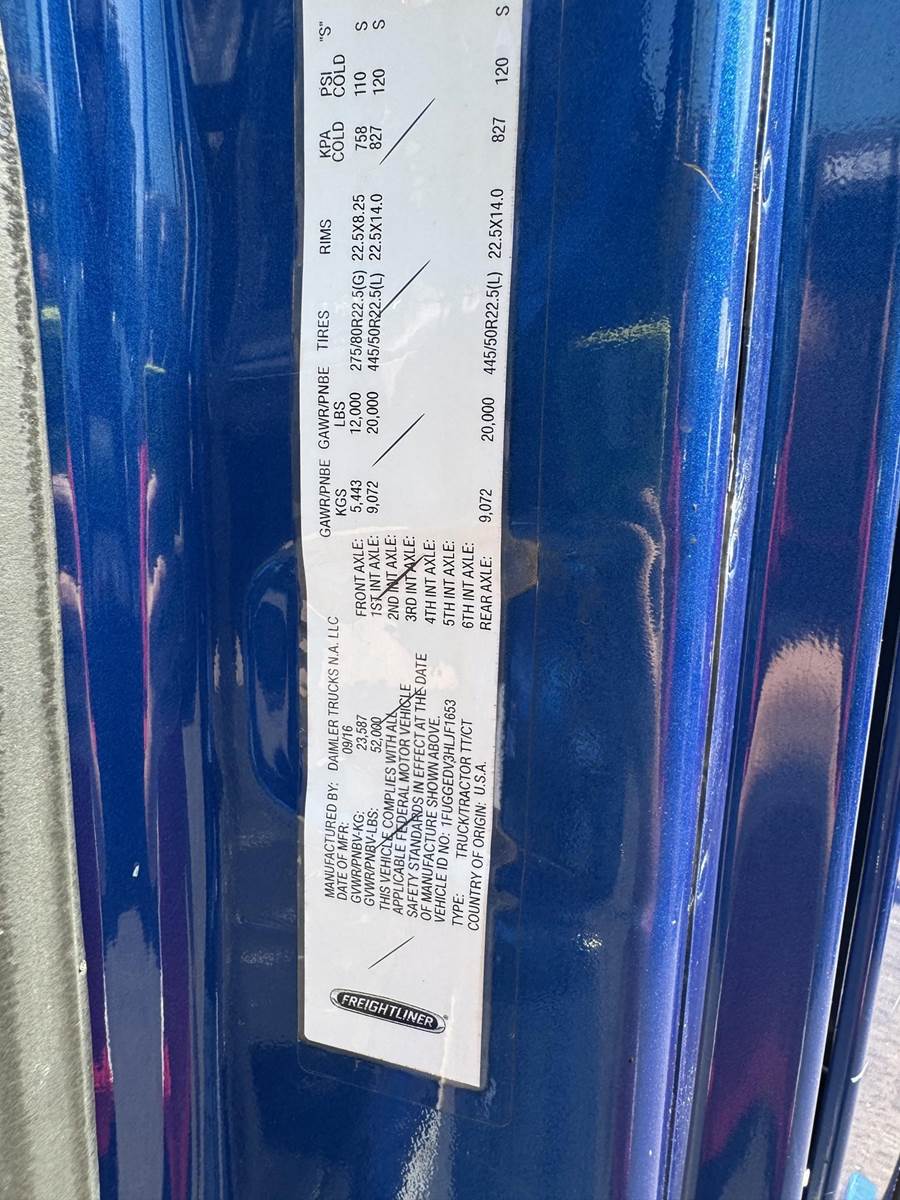 FREIGHTLINER
MANUFACTURED BY: DAIMLER TRUCKS N.A. LLC
DATE OF MFR: 09/16
GVWR/PNBV-KG: 23,587
GVWR/PNBV-LBS: 52,000
THIS VEHICLE COMPLIES WITH ALL
APPLICABLE FEDERAL MOTOR VEHICLE
SAFETY STANDARDS IN EFFECT AT THE DATE
OF MANUFACTURE SHOWN ABOVE.
VEHICLE ID NO: 1FUGGEDV3HLJF1653
TYPE: TRUCK/TRACTOR TT/CT
COUNTRY OF ORIGIN: U.S.A.
GAWR/PNBE GAWR/PNBE TIRES RIMS KPA PSI "S"
KGS LBS COLD COLD
FRONT AXLE: 5,443 12,000 275/80R22.5(G) 22.5X8.25 758 110 S
1ST INT AXLE: 9,072 20,000 445/50R22.5(L) 22.5X14.0 827 120 S
2ND INT AXLE:
3RD INT AXLE:
4TH INT AXLE:
5TH INT AXLE:
6TH INT AXLE:
REAR AXLE: 9,072 20,000 445/50R22.5(L) 22.5X14.0 827 120 S